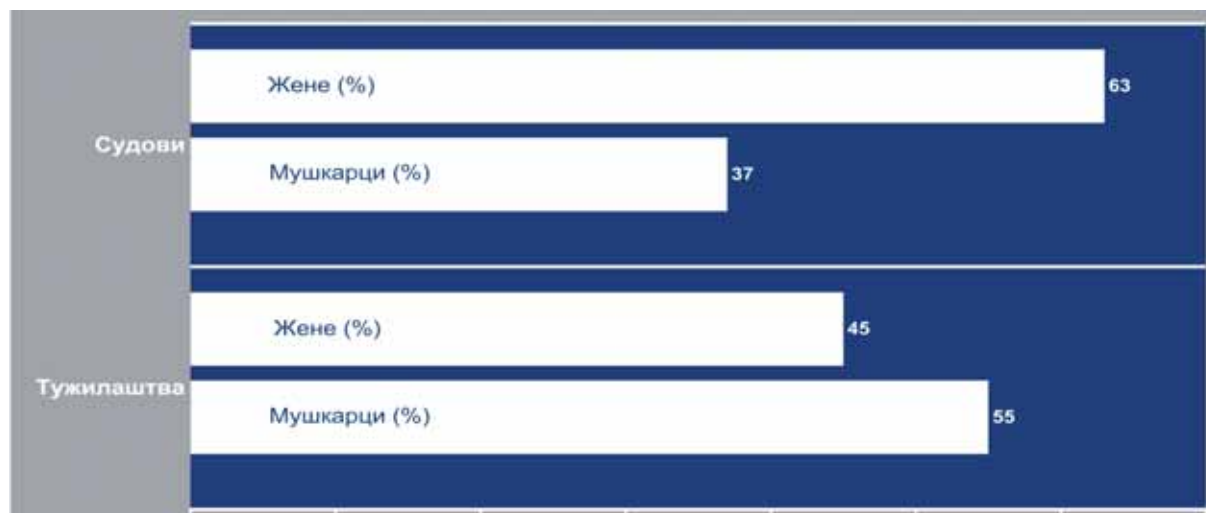 Судови
Жене (%)
63
Мушкарци (%)
37
Тужилаштва
Жене (%)
45
Мушкарци (%)
55